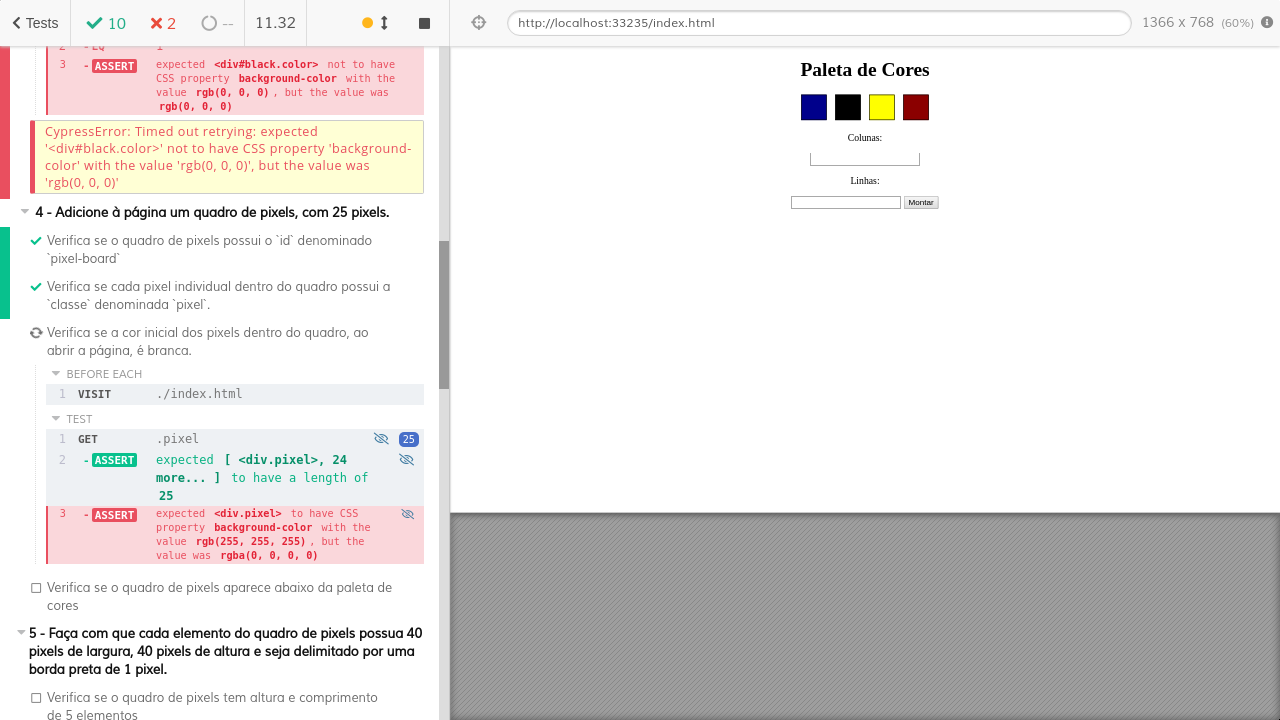 Tests
10
2
--
11.32
2 - EQ 1
3 - ASSERT expected <div#black.color> not to have
CSS property background-color with the
value rgb(0, 0, 0), but the value was
rgb(0, 0, 0)
CypressError: Timed out retrying: expected
'<div#black.color>' not to have CSS property 'background-
color' with the value 'rgb(0, 0, 0)', but the value was
'rgb(0, 0, 0)'
4 - Adicione à página um quadro de pixels, com 25 pixels.
Verifica se o quadro de pixels possui o `id` denominado
`pixel-board`
Verifica se cada pixel individual dentro do quadro possui a
`classe` denominada `pixel`.
Verifica se a cor inicial dos pixels dentro do quadro, ao
abrir a página, é branca.
BEFORE EACH
1 VISIT ./index.html
TEST
1 GET .pixel 25
2 - ASSERT expected [ <div.pixel>, 24
more... ] to have a length of
25
3 - ASSERT expected <div.pixel> to have CSS
property background-color with the
value rgb(255, 255, 255), but the
value was rgba(0, 0, 0, 0)
Verifica se o quadro de pixels aparece abaixo da paleta de
cores
5 - Faça com que cada elemento do quadro de pixels possua 40
pixels de largura, 40 pixels de altura e seja delimitado por uma
borda preta de 1 pixel.
Verifica se o quadro de pixels tem altura e comprimento
de 5 elementos
http://localhost:33235/index.html
1366 x 768 (60%)
Paleta de Cores
Colunas:
Linhas:
Montar